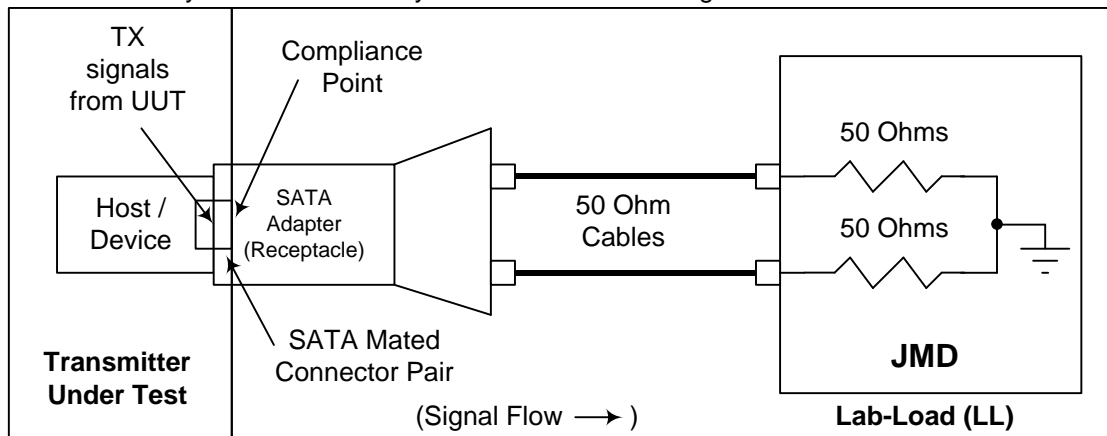 TX
signals
from UUT
Compliance
Point
Host /
Device
SATA
Adapter
(Receptacle)
50 Ohm
Cables
50 Ohms
50 Ohms
JMD
SATA Mated
Connector Pair
Transmitter
Under Test
(Signal Flow → )
Lab-Load (LL)